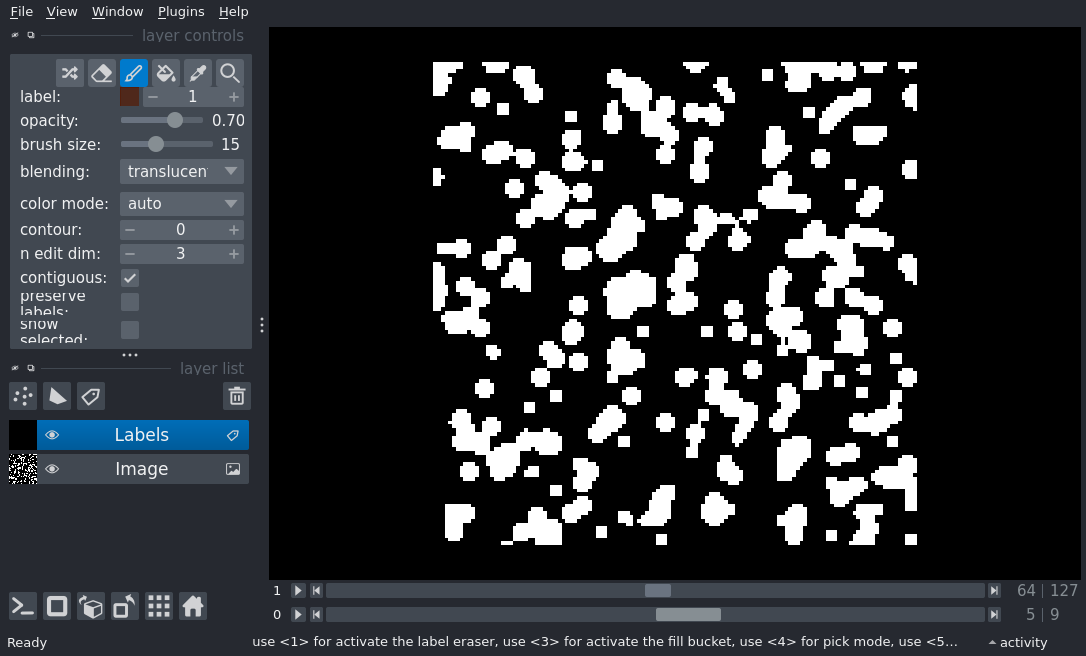 File View Window Plugins Help
layer controls
label: 1
opacity: 0.70
brush size: 15
blending: translucen
color mode: auto
contour: 0
n edit dim: 3
contiguous:
preserve
labels:
show
selected:
layer list
Labels
Image
1 64 127
0 5 9
Ready use <1> for activate the label eraser, use <3> for activate the fill bucket, use <4> for pick mode, use <5... activity